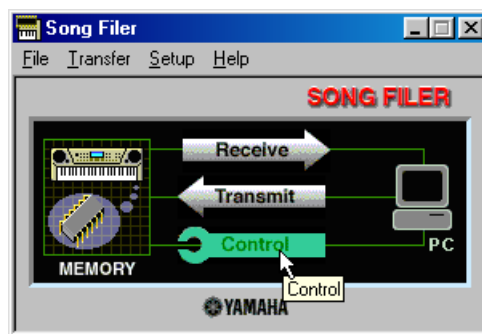 Song Filer
File Transfer Setup Help
SONG FILER
Receive
Transmit
Control
MEMORY
PC
Control
YAMAHA